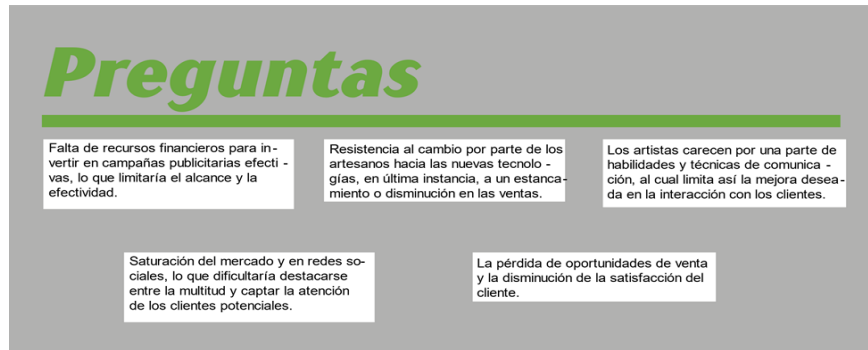 Preguntas
Falta de recursos financieros para in-
vertir en campañas publicitarias efecti -
vas, lo que limitaría el alcance y la
efectividad.
Resistencia al cambio por parte de los
artesanos hacia las nuevas tecnolo -
gías, en última instancia, a un estanca-
miento o disminución en las ventas.
Los artistas carecen por una parte de
habilidades y técnicas de comunica -
ción, al cual limita así la mejora desea-
da en la interacción con los clientes.
Saturación del mercado y en redes so-
ciales, lo que dificultaría destacarse
entre la multitud y captar la atención
de los clientes potenciales.
La pérdida de oportunidades de venta
y la disminución de la satisfacción del
cliente.